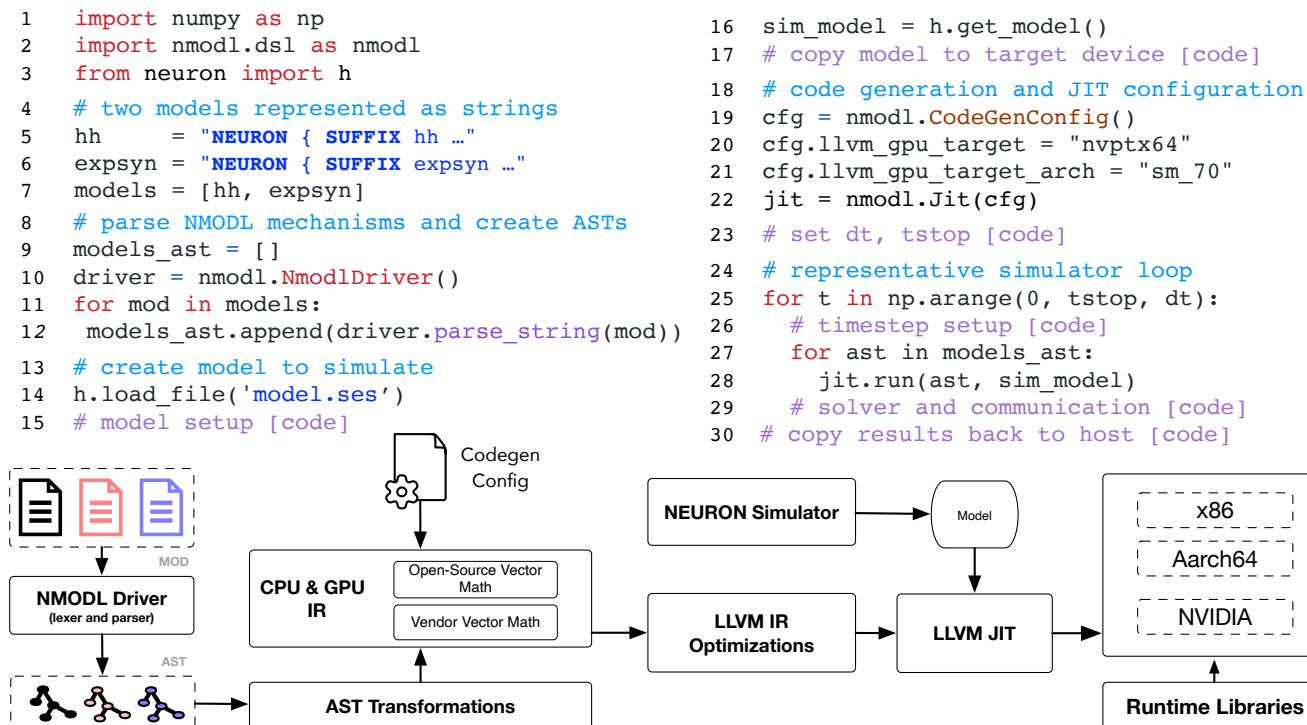 1 import numpy as np
2 import nmodl.dsl as nmodl
3 from neuron import h
4 # two models represented as strings
5 hh = "NEURON { SUFFIX hh …"
6 expsyn = "NEURON { SUFFIX expsyn …"
7 models = [hh, expsyn]
8 # parse NMODL mechanisms and create ASTs
9 models_ast = []
10 driver = nmodl.NmodlDriver()
11 for mod in models:
12 models_ast.append(driver.parse_string(mod))
13 # create model to simulate
14 h.load_file('model.ses’)
15 # model setup [code]
16 sim_model = h.get_model()
17 # copy model to target device [code]
18 # code generation and JIT configuration
19 cfg = nmodl.CodeGenConfig()
20 cfg.llvm_gpu_target = "nvptx64"
21 cfg.llvm_gpu_target_arch = "sm_70"
22 jit = nmodl.Jit(cfg)
23 # set dt, tstop [code]
24 # representative simulator loop
25 for t in np.arange(0, tstop, dt):
26 # timestep setup [code]
27 for ast in models_ast:
28 jit.run(ast, sim_model)
29 # solver and communication [code]
30 # copy results back to host [code]
MOD
NMODL Driver
(lexer and parser)
AST
Codegen
Config
CPU & GPU
IR
Open-Source Vector
Math
Vendor Vector Math
AST Transformations
NEURON Simulator
Model
LLVM IR
Optimizations
LLVM JIT
x86
Aarch64
NVIDIA
Runtime Libraries